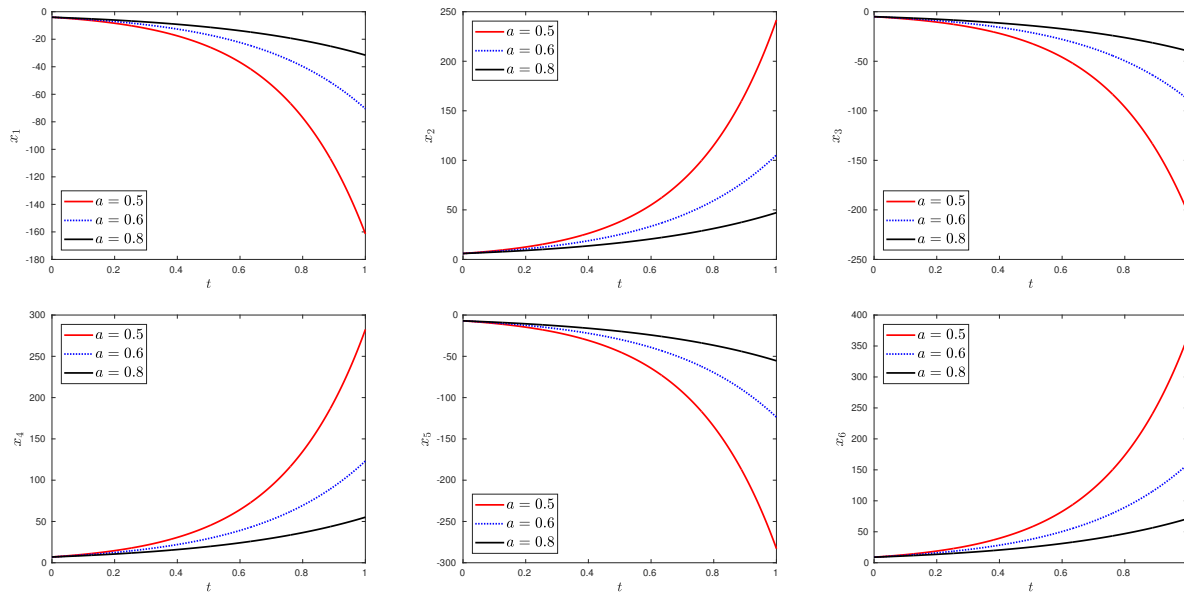 0
-20
-40
-60
-80
-100
-120
-140
-160
-180
x1
a = 0.5
a = 0.6
a = 0.8
0 0.2 0.4 0.6 0.8 1
t
250
200
150
100
50
0
x2
a = 0.5
a = 0.6
a = 0.8
0 0.2 0.4 0.6 0.8 1
t
0
-50
-100
-150
-200
-250
x3
a = 0.5
a = 0.6
a = 0.8
0 0.2 0.4 0.6 0.8
t
300
250
200
150
100
50
0
x4
a = 0.5
a = 0.6
a = 0.8
0 0.2 0.4 0.6 0.8 1
t
0
-50
-100
-150
-200
-250
-300
x5
a = 0.5
a = 0.6
a = 0.8
0 0.2 0.4 0.6 0.8 1
t
400
350
300
250
200
150
100
50
0
x6
a = 0.5
a = 0.6
a = 0.8
0 0.2 0.4 0.6 0.8
t